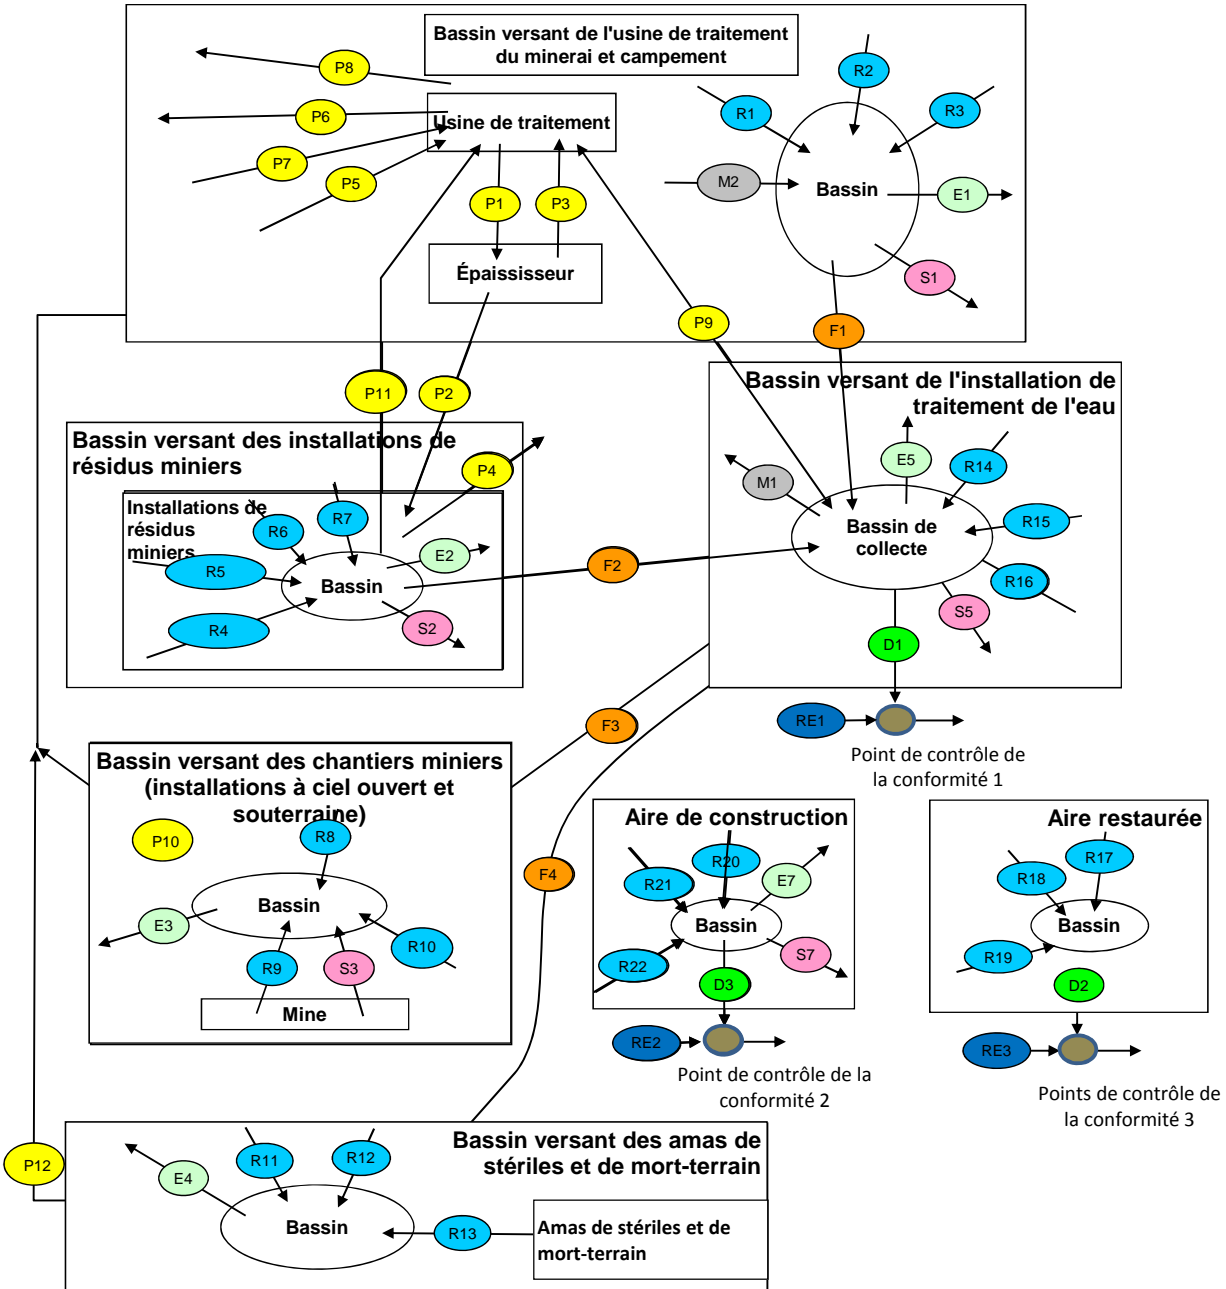 Bassin versant de l'usine de traitement
du minerai et campement
P8
P6
P7
P5
Usine de traitement
P1
P3
Épaississeur
R1
R2
R3
M2
Bassin
E1
S1
P9
F1
P11
P2
Bassin versant des installations de
résidus miniers
P4
Installations de
résidus
miniers
R6
R7
R5
E2
Bassin
R4
S2
F2
Bassin versant de l'installation de
traitement de l'eau
M1
E5
R14
R15
Bassin de
collecte
R16
S5
D1
RE1
Point de contrôle de
la conformité 1
F3
F4
Bassin versant des chantiers miniers
(installations à ciel ouvert et
souterraine)
P10
R8
Bassin
E3
R10
R9
S3
Mine
Aire de construction
R20
R21
E7
Bassin
R22
S7
D3
RE2
Point de contrôle de la
conformité 2
Aire restaurée
R17
R18
Bassin
R19
D2
RE3
Points de contrôle de
la conformité 3
P12
Bassin versant des amas de
stériles et de mort-terrain
E4
R11
R12
Bassin
R13
Amas de stériles et de
mort-terrain